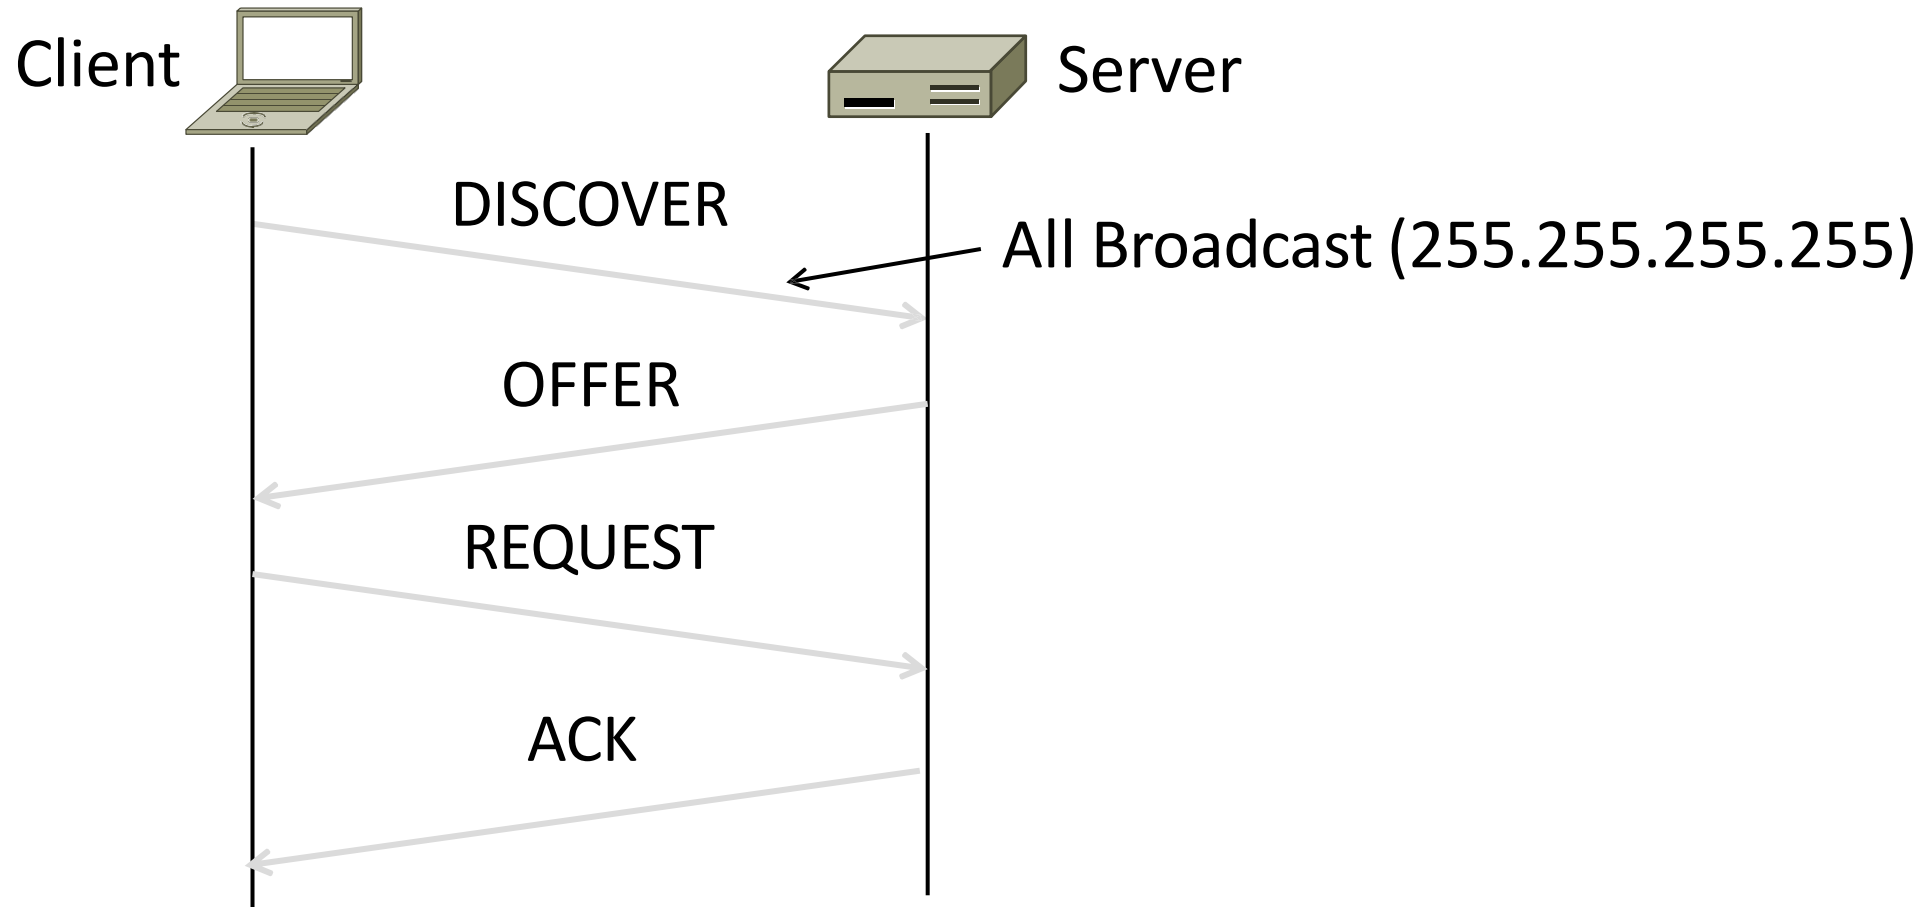 Client
Server
DISCOVER
All Broadcast (255.255.255.255)
OFFER
REQUEST
ACK